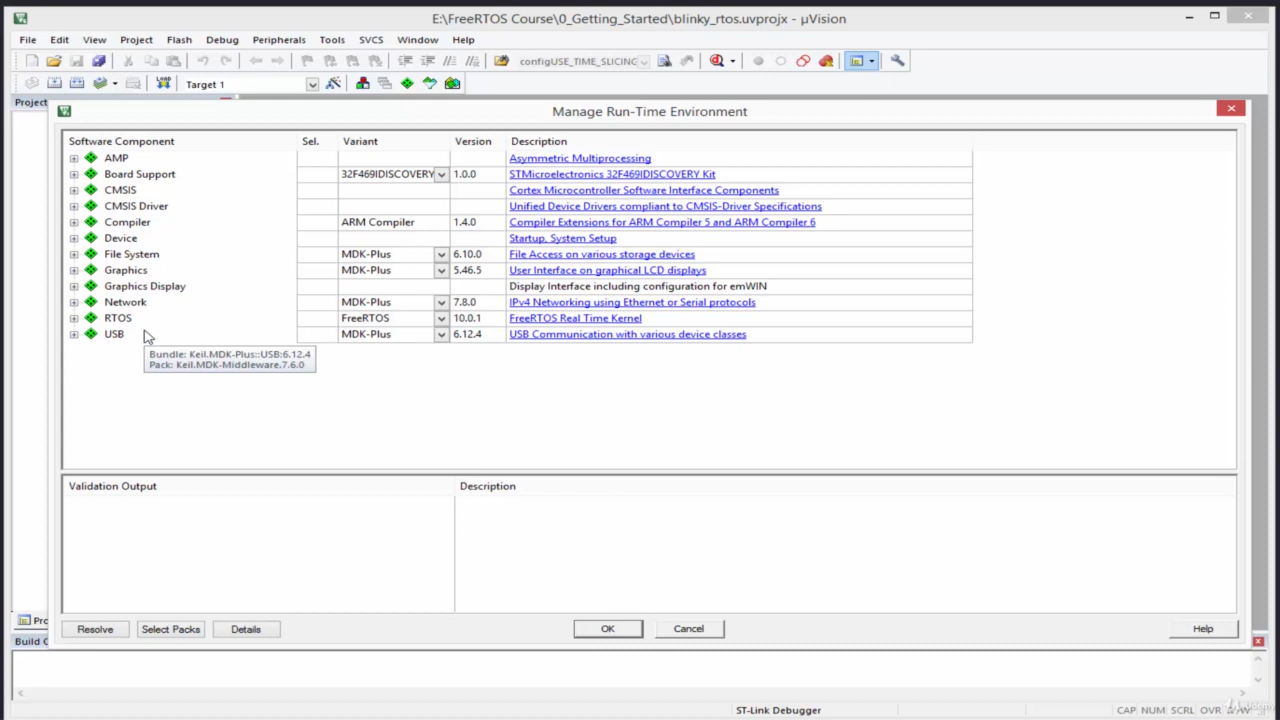 E:\FreeRTOS Course\0_Getting_Started\blinky_rtos.uvprojx - µVision
File Edit View Project Flash Debug Peripherals Tools SVCS Window Help
configUSE_TIME_SLICING
LOAD Target 1
Project
Manage Run-Time Environment
Software Component Sel. Variant Version Description
AMP Asymmetric Multiprocessing
Board Support 32F469IDISCOVERY 1.0.0 STMicroelectronics 32F469IDISCOVERY Kit
CMSIS Cortex Microcontroller Software Interface Components
CMSIS Driver Unified Device Drivers compliant to CMSIS-Driver Specifications
Compiler ARM Compiler 1.4.0 Compiler Extensions for ARM Compiler 5 and ARM Compiler 6
Device Startup, System Setup
File System MDK-Plus 6.10.0 File Access on various storage devices
Graphics MDK-Plus 5.46.5 User Interface on graphical LCD displays
Graphics Display Display Interface including configuration for emWIN
Network MDK-Plus 7.8.0 IPv4 Networking using Ethernet or Serial protocols
RTOS FreeRTOS 10.0.1 FreeRTOS Real Time Kernel
USB MDK-Plus 6.12.4 USB Communication with various device classes
Bundle: Keil.MDK-Plus::USB:6.12.4
Pack: Keil.MDK-Middleware.7.6.0
Validation Output Description
Resolve Select Packs Details OK Cancel Help
Pro
Build O
ST-Link Debugger CAP NUM SCRL OVR R/W